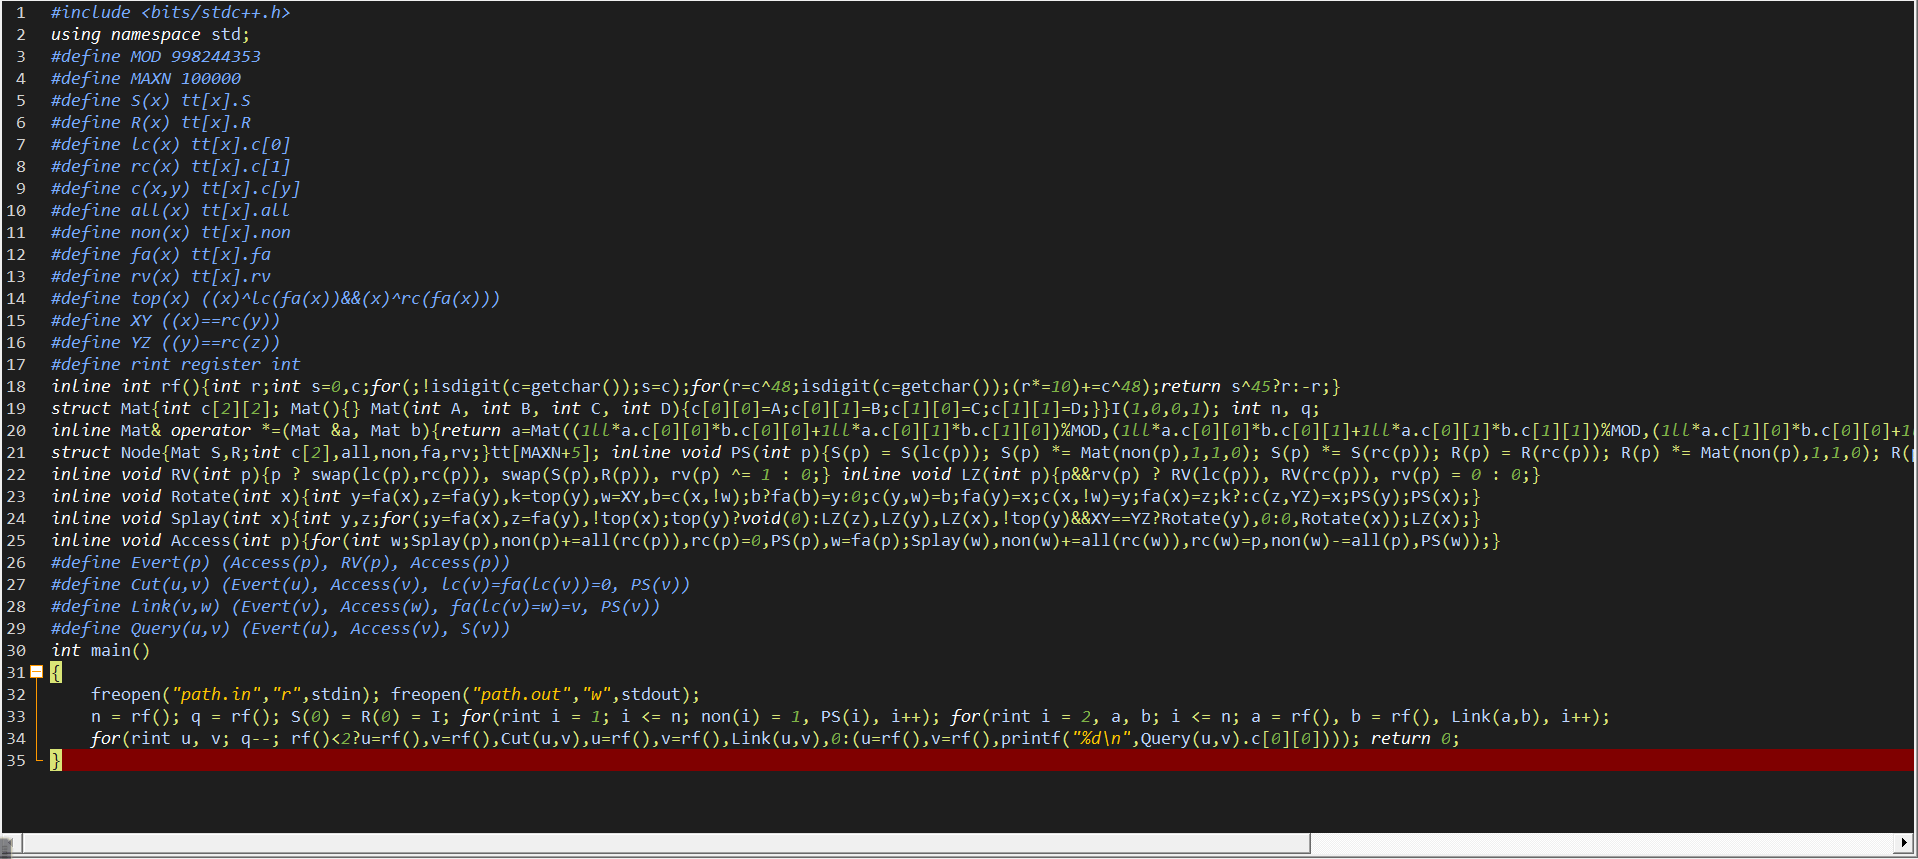 1 #include <bits/stdc++.h>
2 using namespace std;
3 #define MOD 998244353
4 #define MAXN 100000
5 #define S(x) tt[x].S
6 #define R(x) tt[x].R
7 #define lc(x) tt[x].c[0]
8 #define rc(x) tt[x].c[1]
9 #define c(x,y) tt[x].c[y]
10 #define all(x) tt[x].all
11 #define non(x) tt[x].non
12 #define fa(x) tt[x].fa
13 #define rv(x) tt[x].rv
14 #define top(x) ((x)^lc(fa(x))&&(x)^rc(fa(x)))
15 #define XY ((x)==rc(y))
16 #define YZ ((y)==rc(z))
17 #define rint register int
18 inline int rf(){int r;int s=0,c;for(;!isdigit(c=getchar());s=c);for(r=c^48;isdigit(c=getchar());(r*=10)+=c^48);return s^45?r:-r;}
19 struct Mat{int c[2][2]; Mat(){} Mat(int A, int B, int C, int D){c[0][0]=A;c[0][1]=B;c[1][0]=C;c[1][1]=D;}}I(1,0,0,1); int n, q;
20 inline Mat& operator *=(Mat &a, Mat b){return a=Mat((1ll*a.c[0][0]*b.c[0][0]+1ll*a.c[0][1]*b.c[1][0])%MOD,(1ll*a.c[0][0]*b.c[0][1]+1ll*a.c[0][1]*b.c[1][1])%MOD,(1ll*a.c[1][0]*b.c[0][0]+1l
21 struct Node{Mat S,R;int c[2],all,non,fa,rv;}tt[MAXN+5]; inline void PS(int p){S(p) = S(lc(p)); S(p) *= Mat(non(p),1,1,0); S(p) *= S(rc(p)); R(p) = R(rc(p)); R(p) *= Mat(non(p),1,1,0); R(p
22 inline void RV(int p){p ? swap(lc(p),rc(p)), swap(S(p),R(p)), rv(p) ^= 1 : 0;} inline void LZ(int p){p&&rv(p) ? RV(lc(p)), RV(rc(p)), rv(p) = 0 : 0;}
23 inline void Rotate(int x){int y=fa(x),z=fa(y),k=top(y),w=XY,b=c(x,!w);b?fa(b)=y:0;c(y,w)=b;fa(y)=x;c(x,!w)=y;fa(x)=z;k?:c(z,YZ)=x;PS(y);PS(x);}
24 inline void Splay(int x){int y,z;for(;y=fa(x),z=fa(y),!top(x);top(y)?void(0):LZ(z),LZ(y),LZ(x),!top(y)&&XY==YZ?Rotate(y),0:0,Rotate(x));LZ(x);}
25 inline void Access(int p){for(int w;Splay(p),non(p)+=all(rc(p)),rc(p)=0,PS(p),w=fa(p);Splay(w),non(w)+=all(rc(w)),rc(w)=p,non(w)-=all(p),PS(w));}
26 #define Evert(p) (Access(p), RV(p), Access(p))
27 #define Cut(u,v) (Evert(u), Access(v), lc(v)=fa(lc(v))=0, PS(v))
28 #define Link(v,w) (Evert(v), Access(w), fa(lc(v)=w)=v, PS(v))
29 #define Query(u,v) (Evert(u), Access(v), S(v))
30 int main()
31 {
32 freopen("path.in","r",stdin); freopen("path.out","w",stdout);
33 n = rf(); q = rf(); S(0) = R(0) = I; for(rint i = 1; i <= n; non(i) = 1, PS(i), i++); for(rint i = 2, a, b; i <= n; a = rf(), b = rf(), Link(a,b), i++);
34 for(rint u, v; q--; rf()<2?u=rf(),v=rf(),Cut(u,v),u=rf(),v=rf(),Link(u,v),0:(u=rf(),v=rf(),printf("%d\n",Query(u,v).c[0][0]))); return 0;
35 }